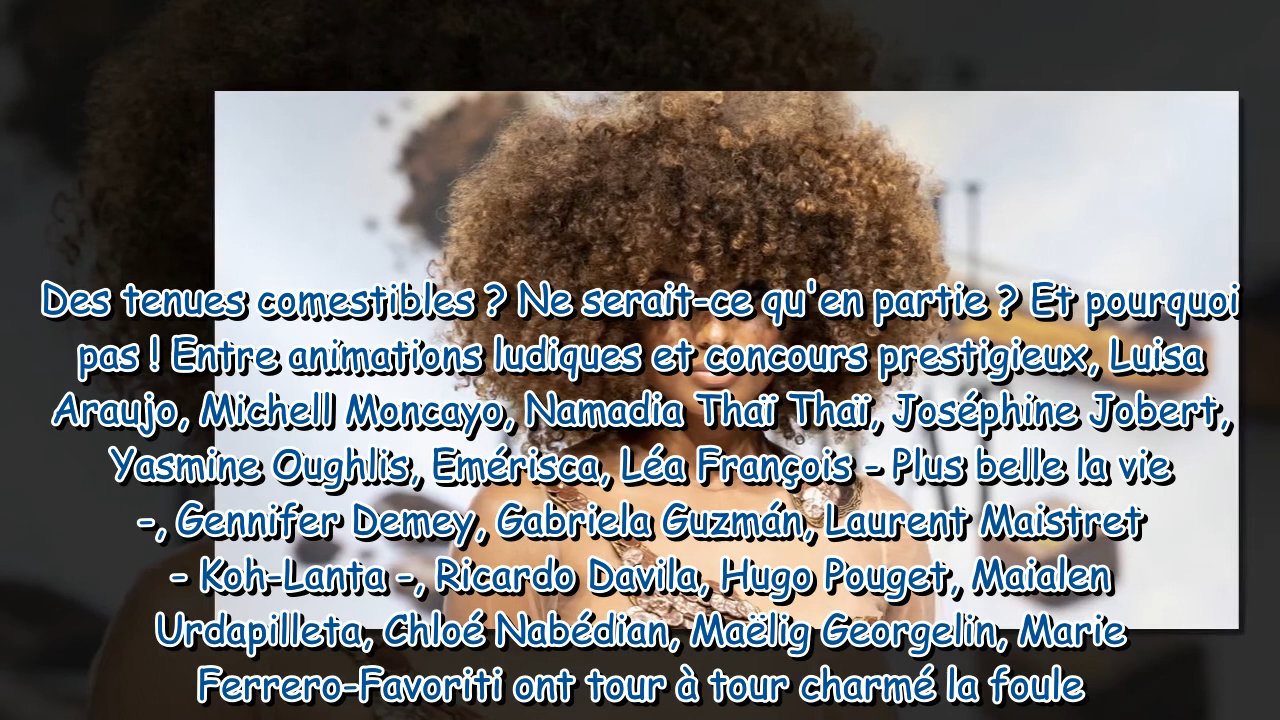 Des tenues comestibles ? Ne serait-ce qu'en partie ? Et pourquoi
pas ! Entre animations ludiques et concours prestigieux, Luisa
Araujo, Michell Moncayo, Namadia Thaï Thaï, Joséphine Jobert,
Yasmine Oughlis, Emérisca, Léa François - Plus belle la vie
-, Gennifer Demey, Gabriela Guzmán, Laurent Maistret
- Koh-Lanta -, Ricardo Davila, Hugo Pouget, Maialen
Urdapilleta, Chloé Nabédian, Maëlig Georgelin, Marie
Ferrero-Favoriti ont tour à tour charmé la foule